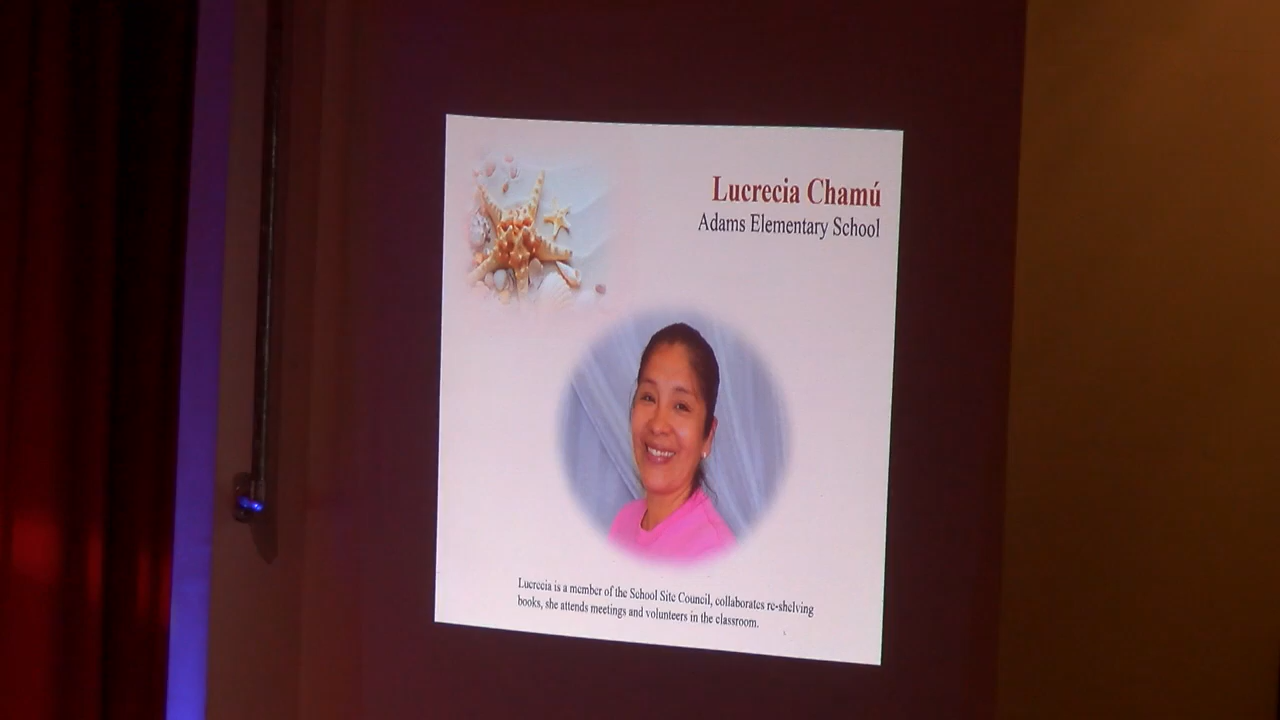 Lucrecia Chamú
Adams Elementary School
Lucrecia is a member of the School Site Council, collaborates re-shelving
books, she attends meetings and volunteers in the classroom.